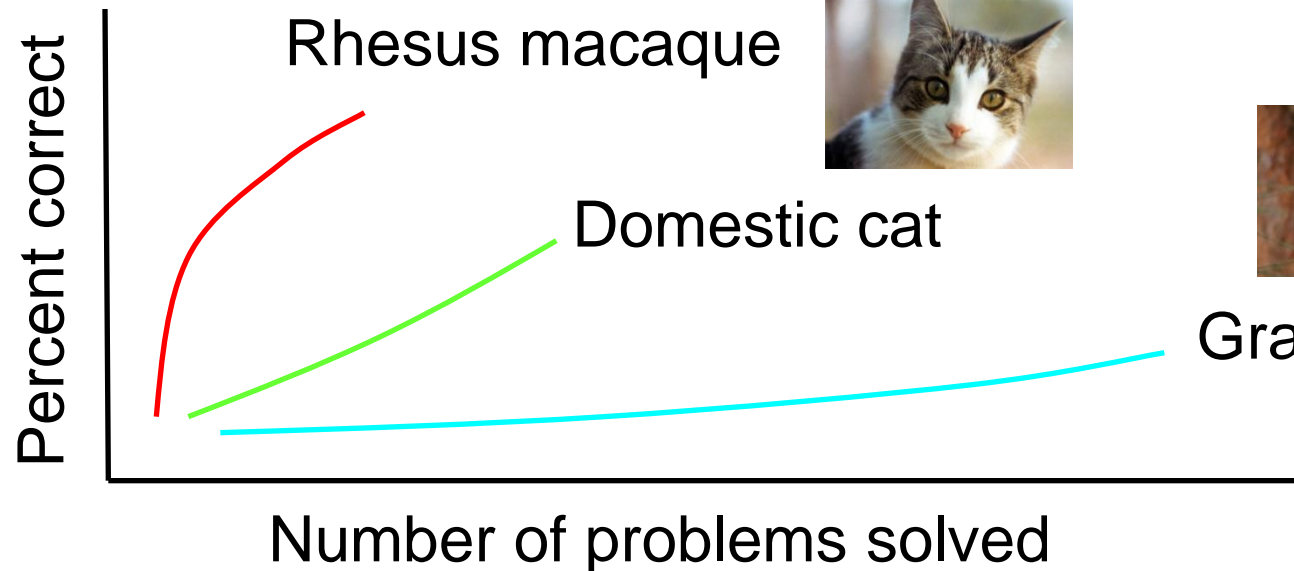 Percent correct
Rhesus macaque
Domestic cat
Gra
Number of problems solved